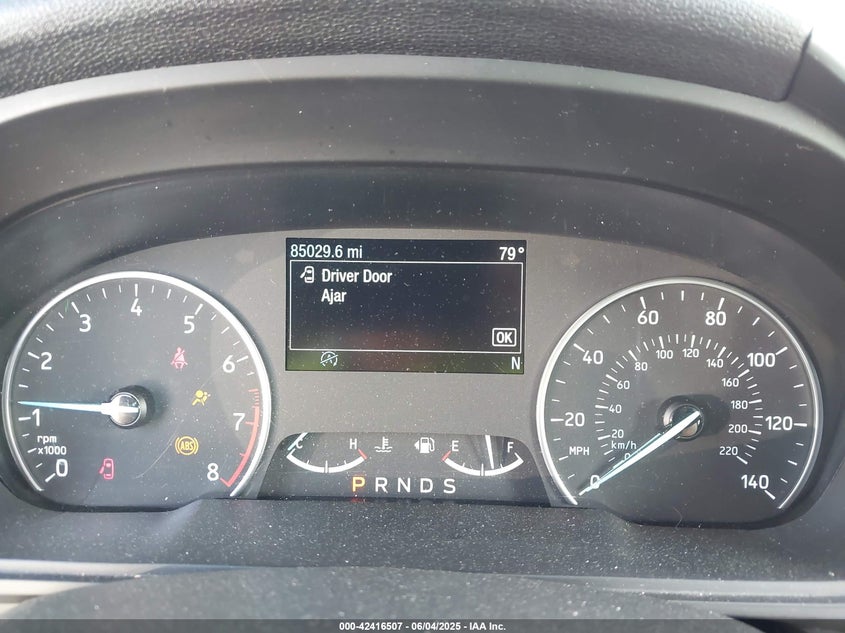 85029.6 mi 79°
Driver Door
Ajar
OK
N
0 1 2 3 4 5 6 7 8
rpm
x1000
ABS
C H
E F
PRNDS
0 20 40 60 80 100 120 140
MPH
20 40 60 80 100 120 140 160 180 200 220
km/h
000-42416507 - 06/04/2025 - IAA Inc.